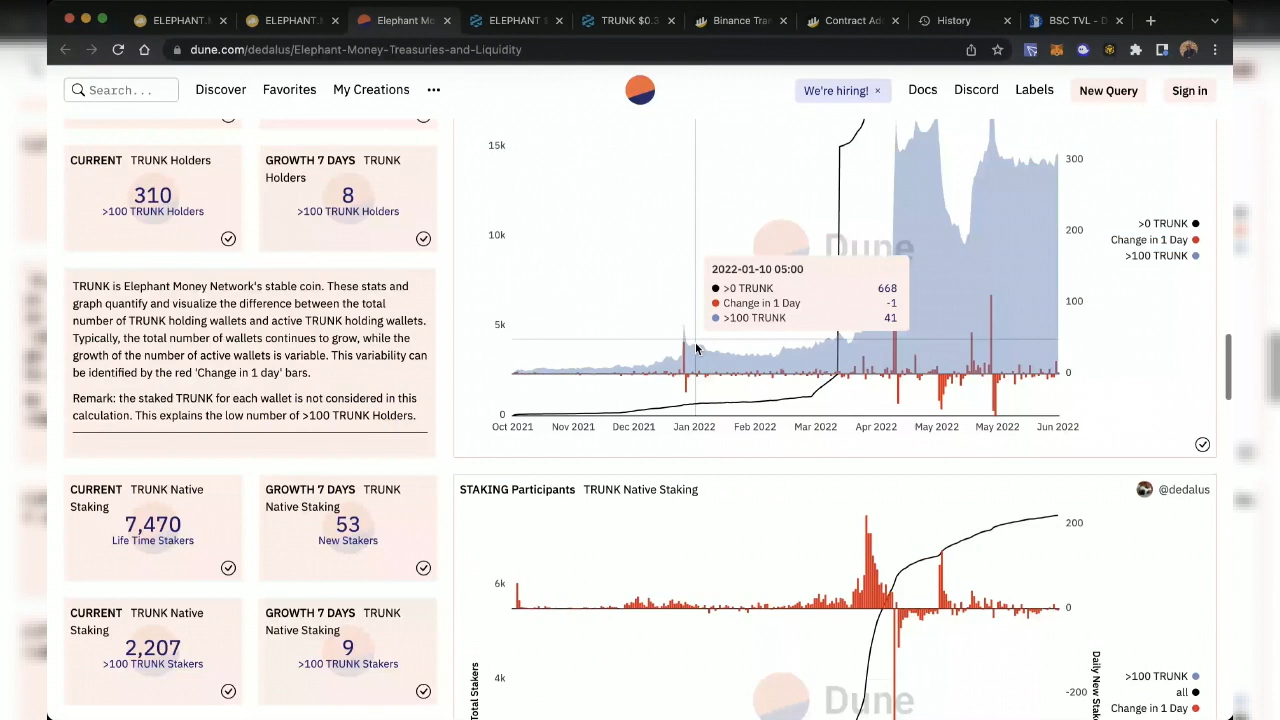 ELEPHANT.M
ELEPHANT.M
Elephant Mo
ELEPHANT $
TRUNK $0.3
Binance Tra
Contract Ad
History
BSC TVL - D
dune.com/dedalus/Elephant-Money-Treasuries-and-Liquidity
Search...
Discover
Favorites
My Creations
We're hiring! ×
Docs
Discord
Labels
New Query
Sign in
CURRENT TRUNK Holders
310
>100 TRUNK Holders
GROWTH 7 DAYS TRUNK
Holders
8
>100 TRUNK Holders
TRUNK is Elephant Money Network's stable coin. These stats and
graph quantify and visualize the difference between the total
number of TRUNK holding wallets and active TRUNK holding wallets.
Typically, the total number of wallets continues to grow, while
the growth of the number of active wallets is variable. This variability can
be identified by the red 'Change in 1 day' bars.
Remark: the staked TRUNK for each wallet is not considered in this
calculation. This explains the low number of >100 TRUNK Holders.
CURRENT TRUNK Native
Staking
7,470
Life Time Stakers
GROWTH 7 DAYS TRUNK
Native Staking
53
New Stakers
CURRENT TRUNK Native
Staking
2,207
>100 TRUNK Stakers
GROWTH 7 DAYS TRUNK
Native Staking
9
>100 TRUNK Stakers
15k
10k
5k
0
300
200
100
0
Dune
2022-01-10 05:00
>0 TRUNK 668
Change in 1 Day -1
>100 TRUNK 41
>0 TRUNK
Change in 1 Day
>100 TRUNK
Oct 2021 Nov 2021 Dec 2021 Jan 2022 Feb 2022 Mar 2022 Apr 2022 May 2022 May 2022 Jun 2022
STAKING Participants TRUNK Native Staking
@dedalus
6k
4k
200
0
-200
Total Stakers
Daily New Stak
Dune
>100 TRUNK
all
Change in 1 Day